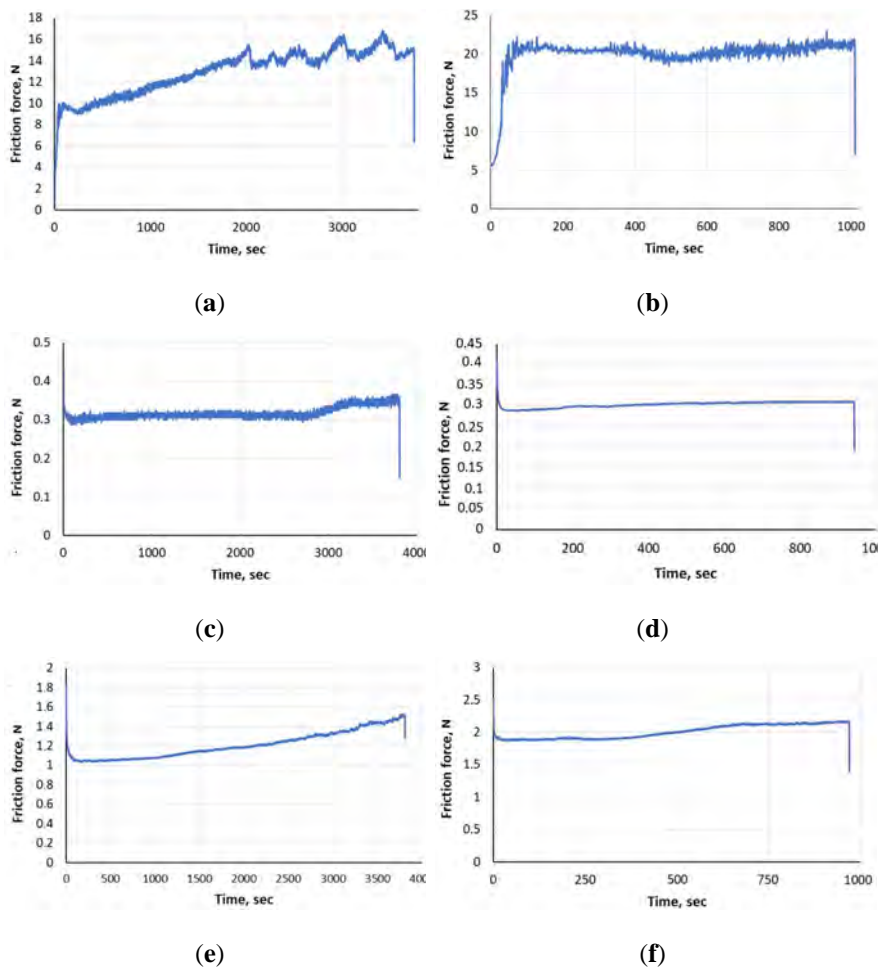 Friction force, N
18
16
14
12
10
8
6
4
2
0
0 1000 2000 3000
Time, sec
(a)
Friction force, N
25
20
15
10
5
0
0 200 400 600 800 1000
Time, sec
(b)
Friction force, N
0.5
0.4
0.3
0.2
0.1
0
0 1000 2000 3000 400
Time, sec
(c)
Friction force, N
0.45
0.4
0.35
0.3
0.25
0.2
0.15
0.1
0.05
0
0 200 400 600 800 10
Time, sec
(d)
Friction force, N
2
1.8
1.6
1.4
1.2
1
0.8
0.6
0.4
0.2
0
0 500 1000 1500 2000 2500 3000 3500 400
Time, sec
(e)
Friction force, N
3
2.5
2
1.5
1
0.5
0
0 250 500 750 1000
Time, sec
(f)